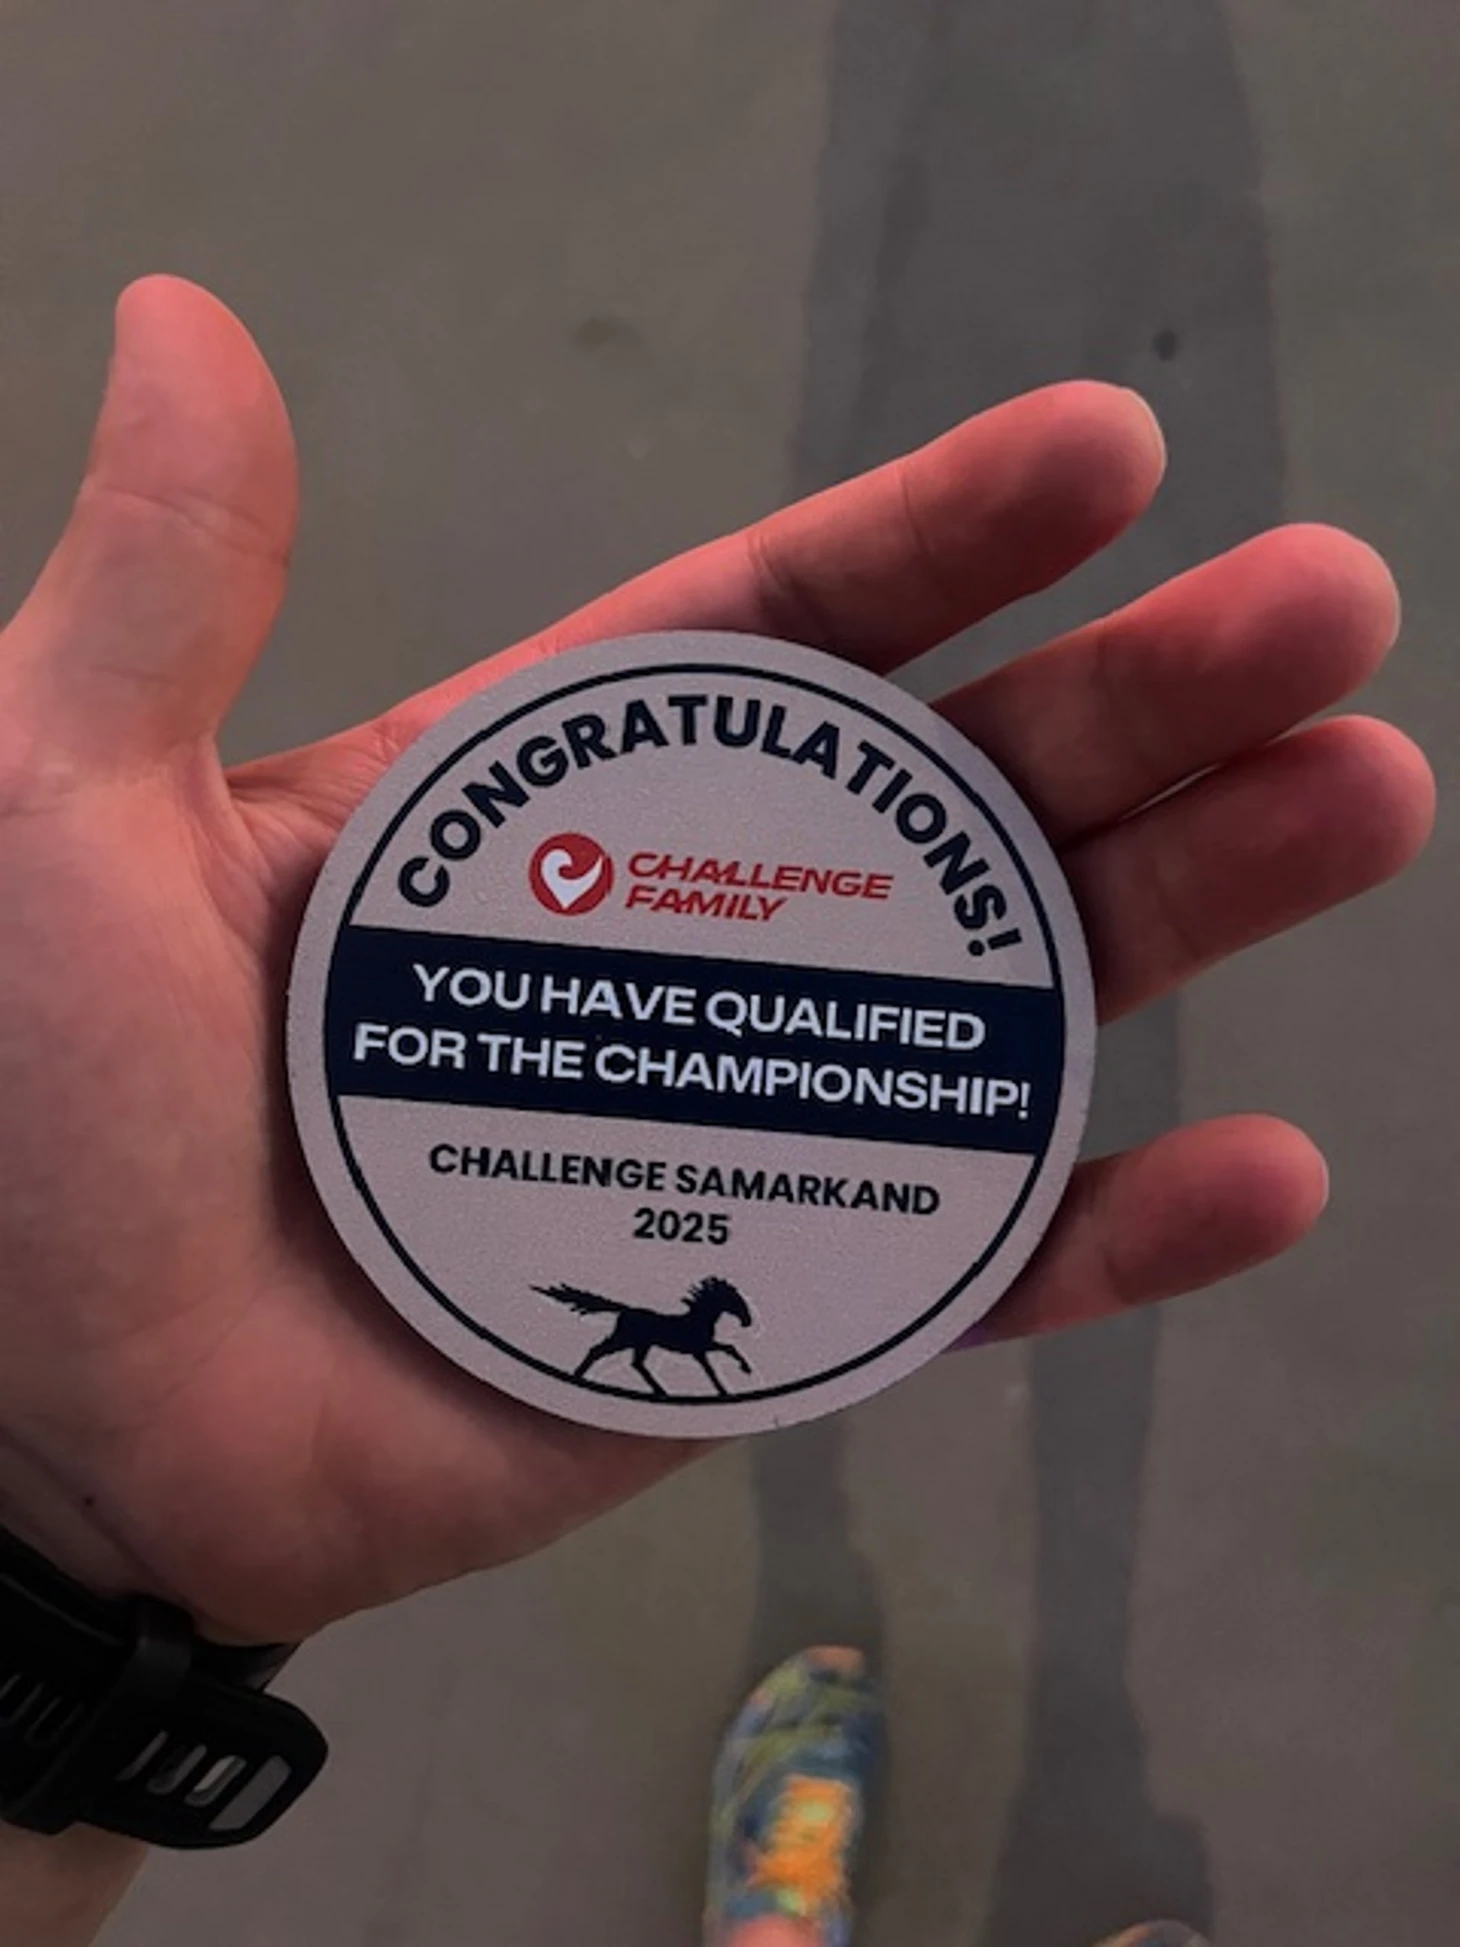 CONGRATULATIONS!
CHALLENGE
FAMILY
YOU HAVE QUALIFIED
FOR THE CHAMPIONSHIP!
CHALLENGE SAMARKAND
2025